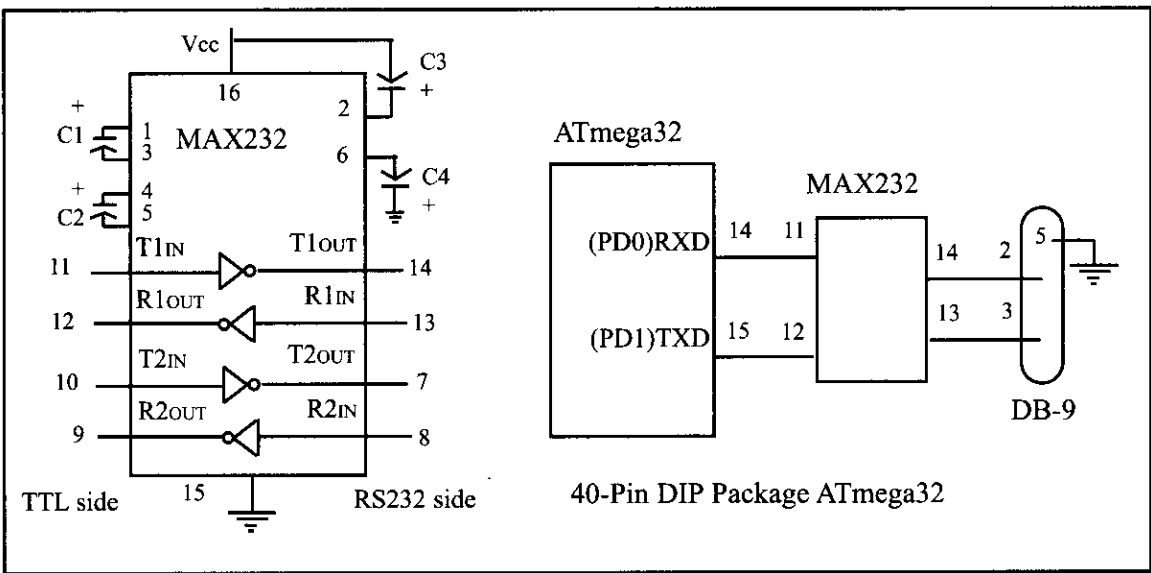 Vcc
C3
+
16
2
+
C1
1
3
MAX232
6
C4
+
+
C2
4
5
T1IN
T1OUT
11
14
R1OUT
R1IN
12
13
T2IN
T2OUT
10
7
R2OUT
R2IN
9
8
TTL side
15
RS232 side
ATmega32
MAX232
(PD0)RXD
14
11
14
2
5
(PD1)TXD
15
12
13
3
DB-9
40-Pin DIP Package ATmega32